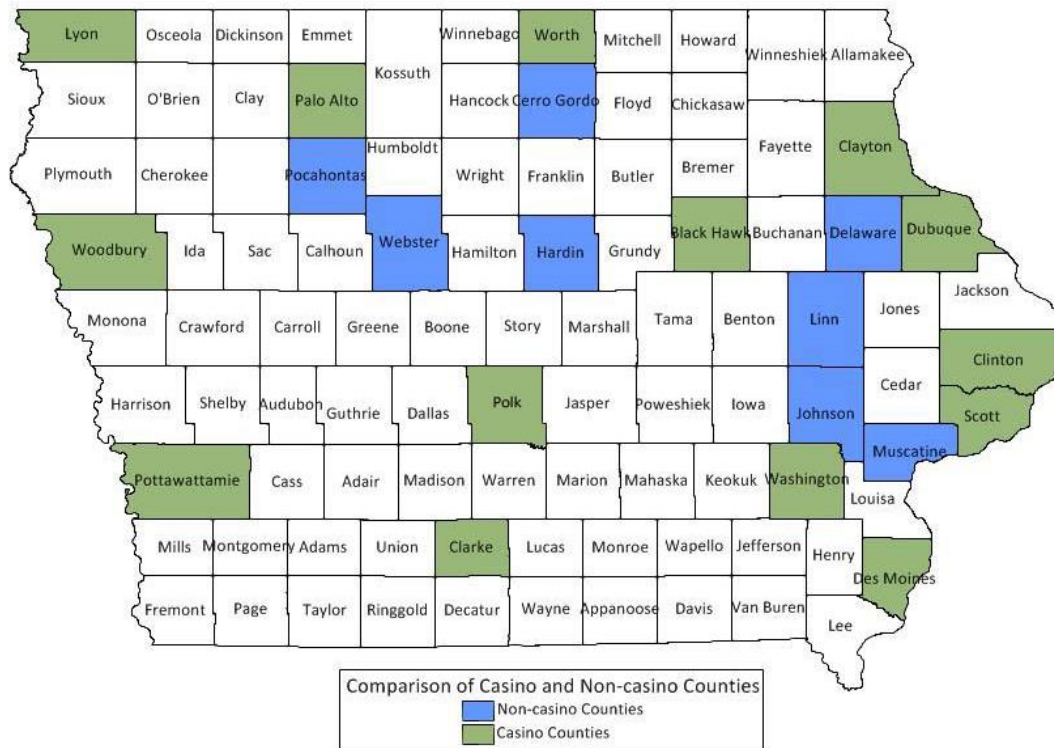 Lyon
Osceola
Dickinson
Emmet
Winnebago
Worth
Mitchell
Howard
Winneshiek
Allamakee
Kossuth
Sioux
O'Brien
Clay
Palo Alto
Hancock
Cerro Gordo
Floyd
Chickasaw
Fayette
Clayton
Plymouth
Cherokee
Pocahontas
Humboldt
Wright
Franklin
Butler
Bremer
Woodbury
Ida
Sac
Calhoun
Webster
Hamilton
Hardin
Grundy
Black Hawk
Buchanan
Delaware
Dubuque
Jackson
Monona
Crawford
Carroll
Greene
Boone
Story
Marshall
Tama
Benton
Linn
Jones
Clinton
Cedar
Harrison
Shelby
Audubon
Guthrie
Dallas
Polk
Jasper
Poweshiek
Iowa
Johnson
Scott
Muscatine
Pottawattamie
Cass
Adair
Madison
Warren
Marion
Mahaska
Keokuk
Washington
Louisa
Mills
Montgomery
Adams
Union
Clarke
Lucas
Monroe
Wapello
Jefferson
Henry
Des Moines
Fremont
Page
Taylor
Ringgold
Decatur
Wayne
Appanoose
Davis
Van Buren
Lee
Comparison of Casino and Non-casino Counties
Non-casino Counties
Casino Counties